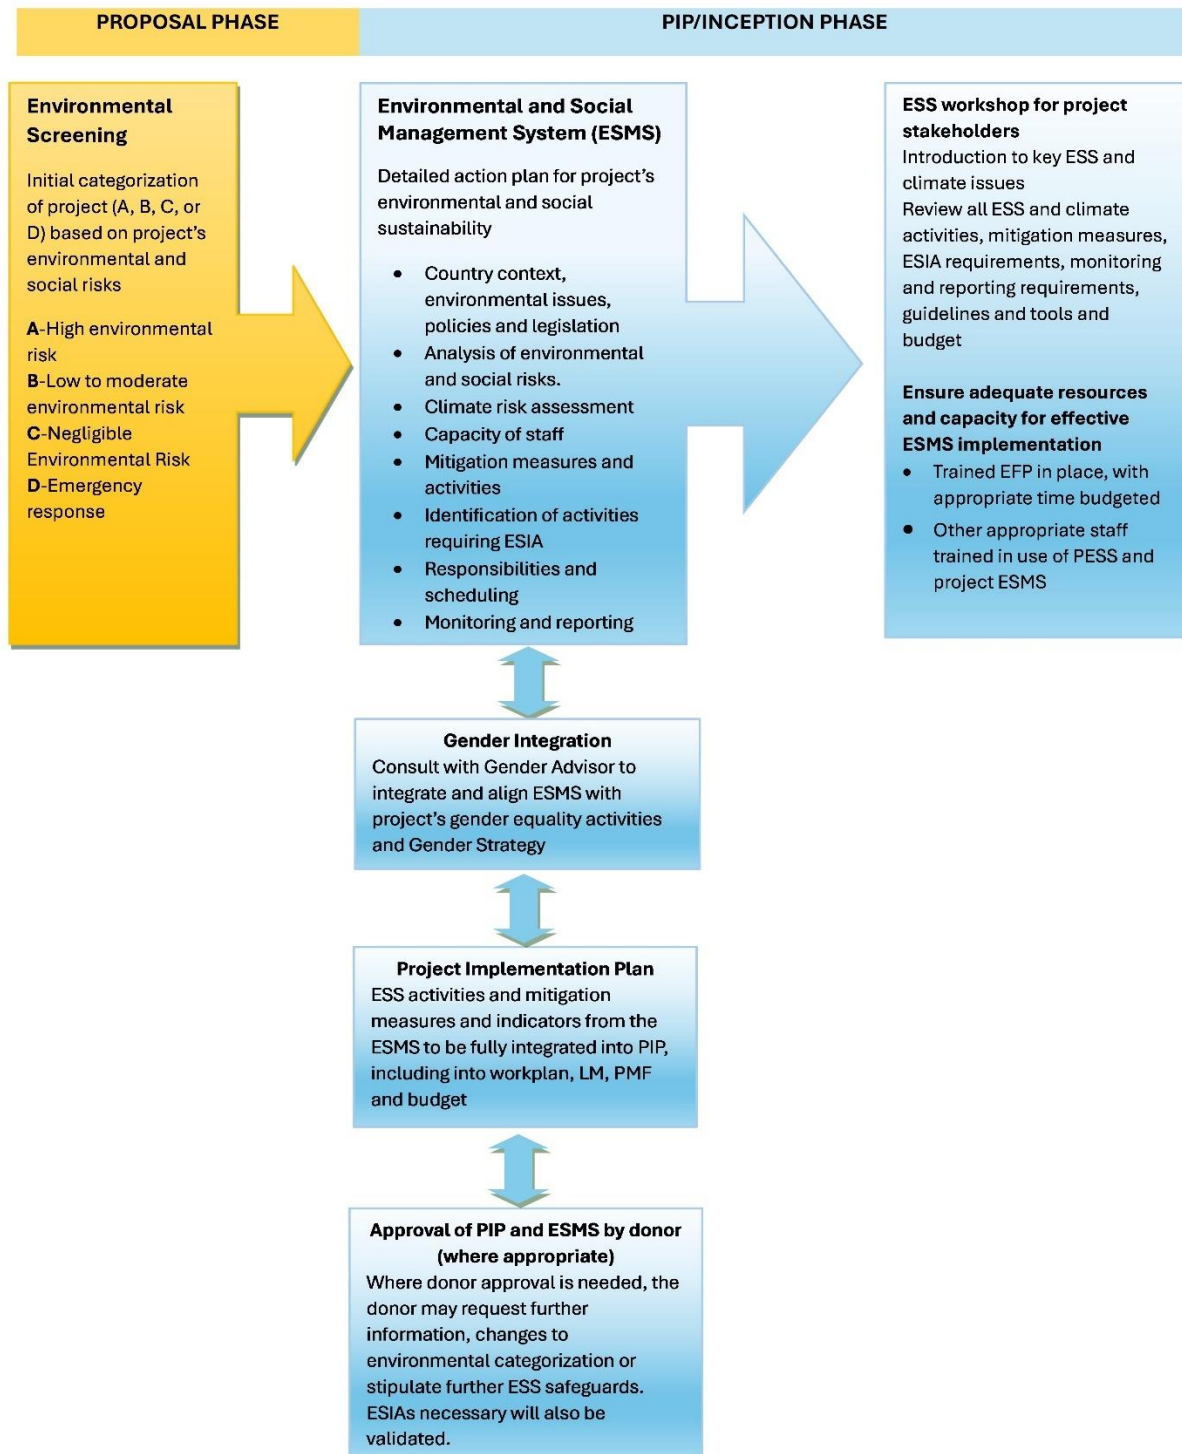 PROPOSAL PHASE
PIP/INCEPTION PHASE
Environmental
Screening
Initial categorization
of project (A, B, C, or
D) based on project’s
environmental and
social risks
A-High environmental
risk
B-Low to moderate
environmental risk
C-Negligible
Environmental Risk
D-Emergency
response
Environmental and Social
Management System (ESMS)
Detailed action plan for project’s
environmental and social
sustainability
• Country context,
environmental issues,
policies and legislation
• Analysis of environmental
and social risks.
• Climate risk assessment
• Capacity of staff
• Mitigation measures and
activities
• Identification of activities
requiring ESIA
• Responsibilities and
scheduling
• Monitoring and reporting
ESS workshop for project
stakeholders
Introduction to key ESS and
climate issues
Review all ESS and climate
activities, mitigation measures,
ESIA requirements, monitoring
and reporting requirements,
guidelines and tools and
budget
Ensure adequate resources
and capacity for effective
ESMS implementation
• Trained EFP in place, with
appropriate time budgeted
• Other appropriate staff
trained in use of PESS and
project ESMS
Gender Integration
Consult with Gender Advisor to
integrate and align ESMS with
project’s gender equality activities
and Gender Strategy
Project Implementation Plan
ESS activities and mitigation
measures and indicators from the
ESMS to be fully integrated into PIP,
including into workplan, LM, PMF
and budget
Approval of PIP and ESMS by donor
(where appropriate)
Where donor approval is needed, the
donor may request further
information, changes to
environmental categorization or
stipulate further ESS safeguards.
ESIAs necessary will also be
validated.